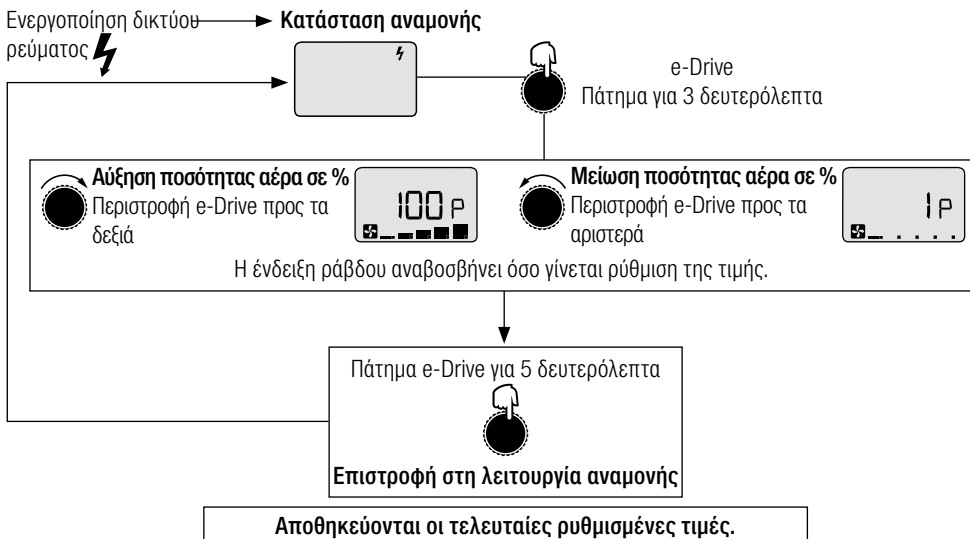 Ενεργοποίηση δικτύου
ρεύματος
Κατάσταση αναμονής
e-Drive
Πάτημα για 3 δευτερόλεπτα
Αύξηση ποσότητας αέρα σε %
Περιστροφή e-Drive προς τα
δεξιά
100 P
Μείωση ποσότητας αέρα σε %
Περιστροφή e-Drive προς τα
αριστερά
1 P
Η ένδειξη ράβδου αναβοσβήνει όσο γίνεται ρύθμιση της τιμής.
Πάτημα e-Drive για 5 δευτερόλεπτα
Επιστροφή στη λειτουργία αναμονής
Αποθηκεύονται οι τελευταίες ρυθμισμένες τιμές.